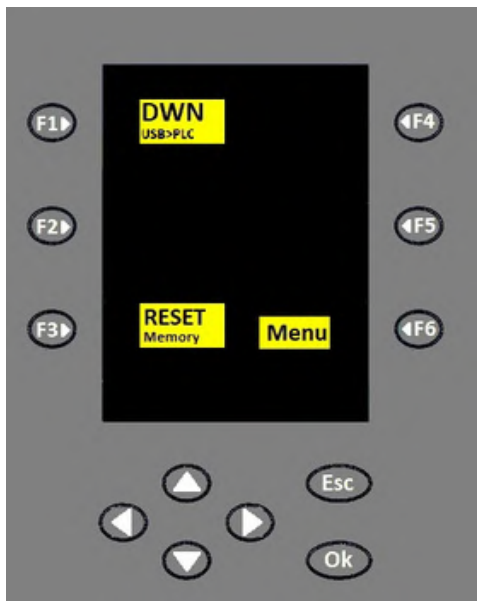 F1
DWN
USB>PLC
F4
F2
F5
F3
RESET
Memory
Menu
F6
Esc
Ok